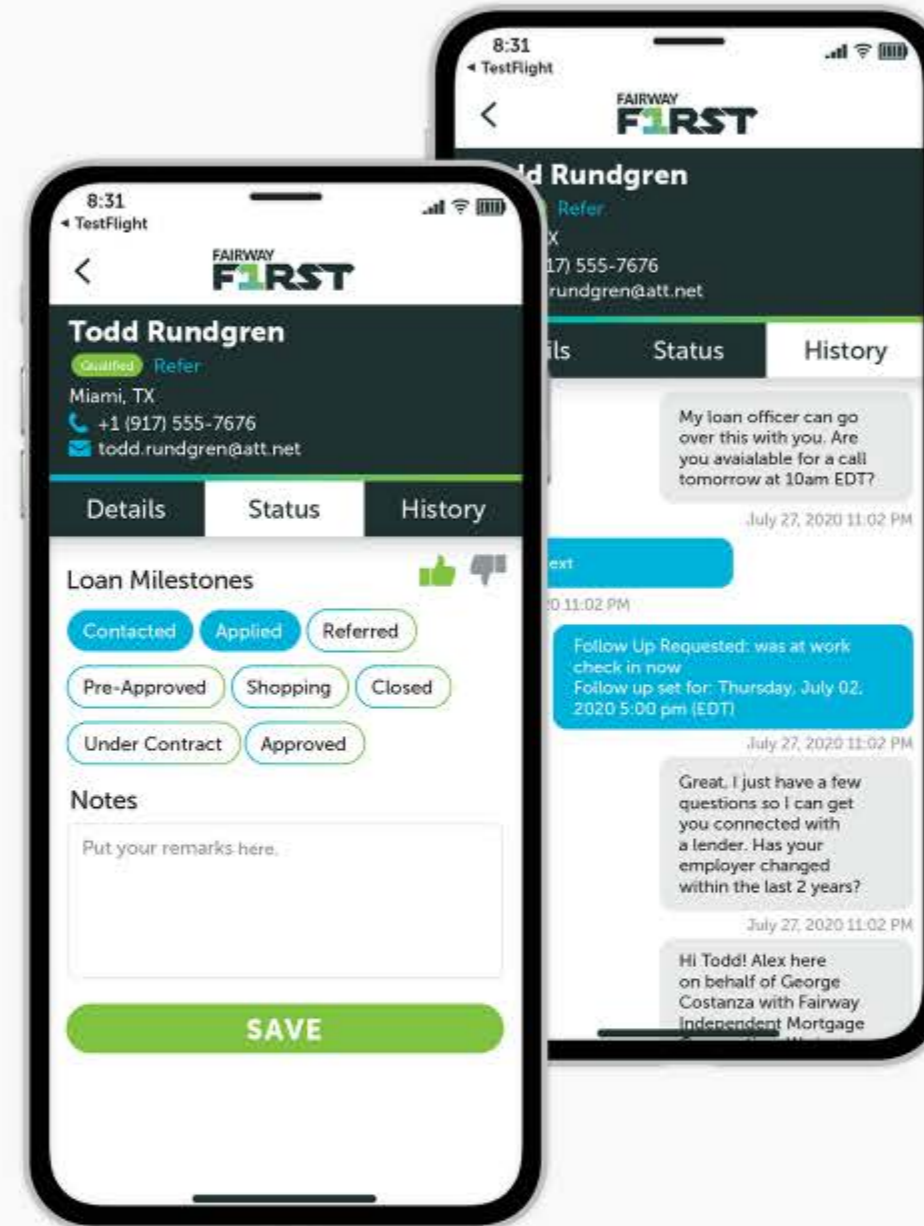 8:31
TestFlight
FAIRWAY
F1RST
Todd Rundgren
Qualified Refer
Miami, TX
+1 (917) 555-7676
todd.rundgren@att.net
Details Status History
Loan Milestones
Contacted Applied Referred
Pre-Approved Shopping Closed
Under Contract Approved
Notes
Put your remarks here.
SAVE
8:31
TestFlight
FAIRWAY
F1RST
Rundgren
Refer
17) 555-7676
rundgren@att.net
ils Status History
My loan officer can go
over this with you. Are
you avaialable for a call
tomorrow at 10am EDT?
July 27, 2020 11:02 PM
ext
0 11:02 PM
Follow Up Requested: was at work
check in now
Follow up set for: Thursday, July 02,
2020 5:00 pm (EDT)
July 27, 2020 11:02 PM
Great, I just have a few
questions so I can get
you connected with
a lender. Has your
employer changed
within the last 2 years?
July 27, 2020 11:02 PM
Hi Todd! Alex here
on behalf of George
Costanza with Fairway
Independent Mortgage